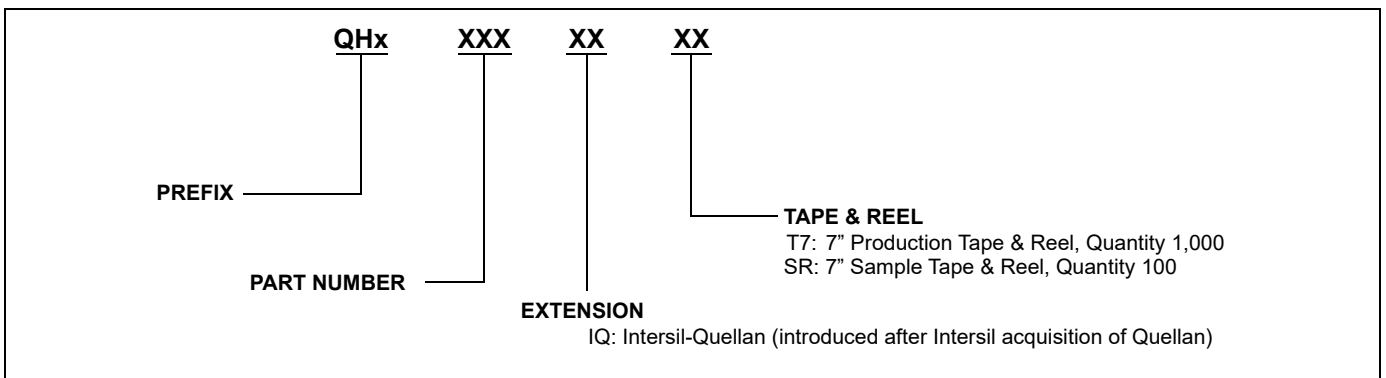 QHx XXX XX XX
PREFIX
TAPE & REEL
T7: 7” Production Tape & Reel, Quantity 1,000
SR: 7” Sample Tape & Reel, Quantity 100
PART NUMBER
EXTENSION
IQ: Intersil-Quellan (introduced after Intersil acquisition of Quellan)